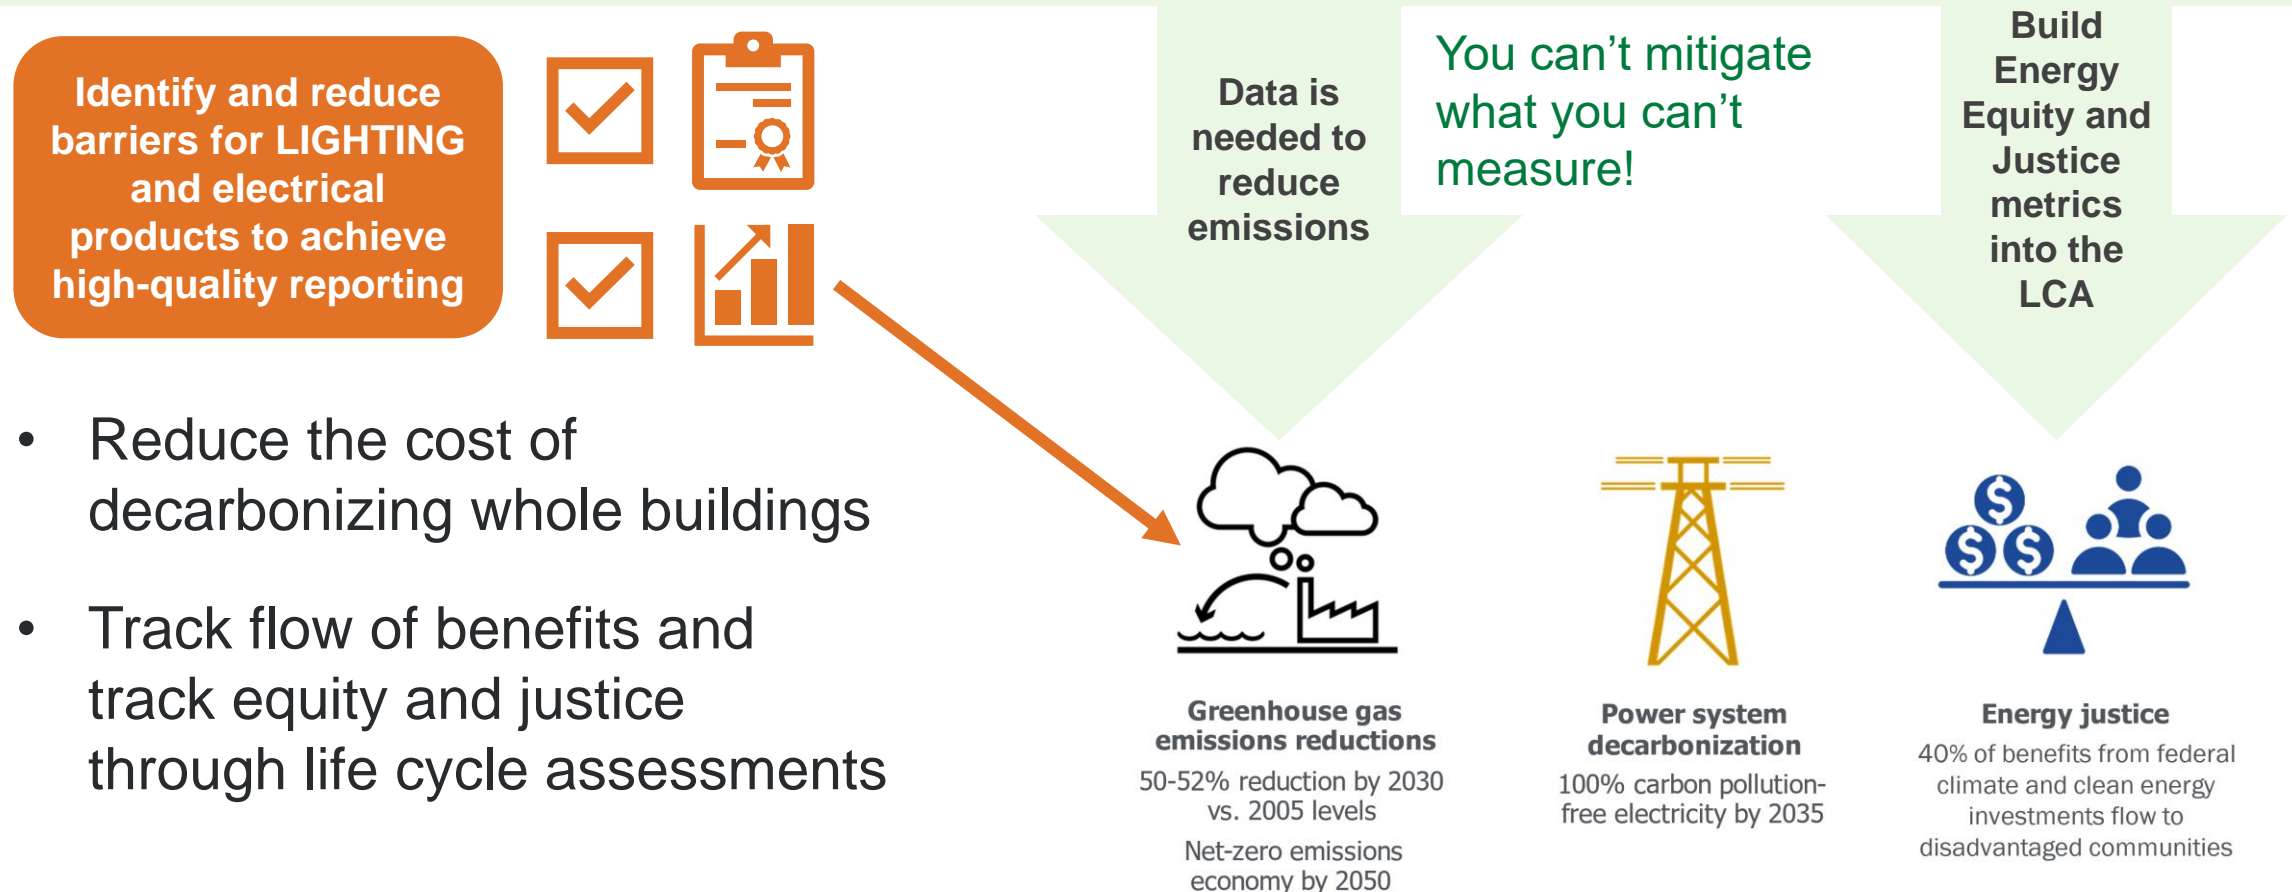 Identify and reduce
barriers for LIGHTING
and electrical
products to achieve
high-quality reporting
Data is
needed to
reduce
emissions
You can’t mitigate
what you can’t
measure!
Build
Energy
Equity and
Justice
metrics
into the
LCA
• Reduce the cost of
decarbonizing whole buildings
• Track flow of benefits and
track equity and justice
through life cycle assessments
Greenhouse gas
emissions reductions
50-52% reduction by 2030
vs. 2005 levels
Net-zero emissions
economy by 2050
Power system
decarbonization
100% carbon pollution-
free electricity by 2035
$
$ $
Energy justice
40% of benefits from federal
climate and clean energy
investments flow to
disadvantaged communities